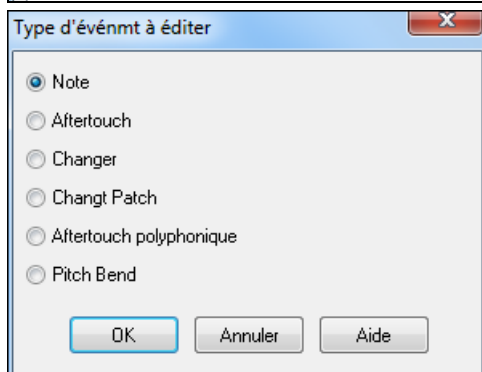 Type d'événmt à éditer
Note
Aftertouch
Changer
Changt Patch
Aftertouch polyphonique
Pitch Bend
OK Annuler Aide